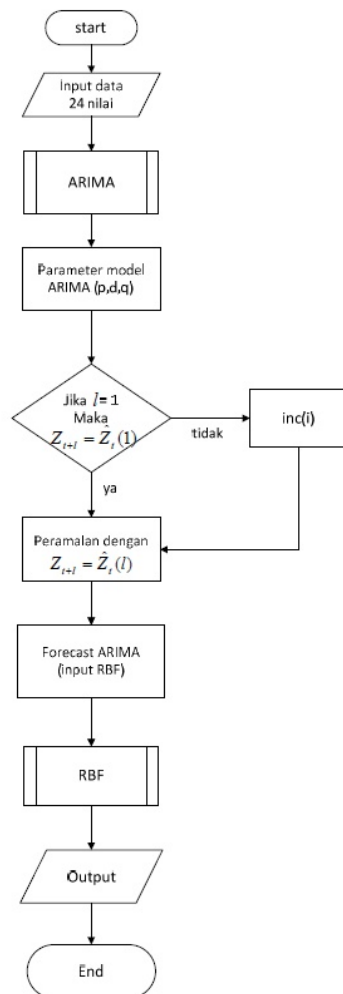 start
Input data
24 nilai
ARIMA
Parameter model
ARIMA (p,d,q)
Jika l = 1
Maka
Z_{t+l} = Ẑ_t(1)
tidak
inc(i)
ya
Peramalan dengan
Z_{t+l} = Ẑ_t(l)
Forecast ARIMA
(input RBF)
RBF
Output
End